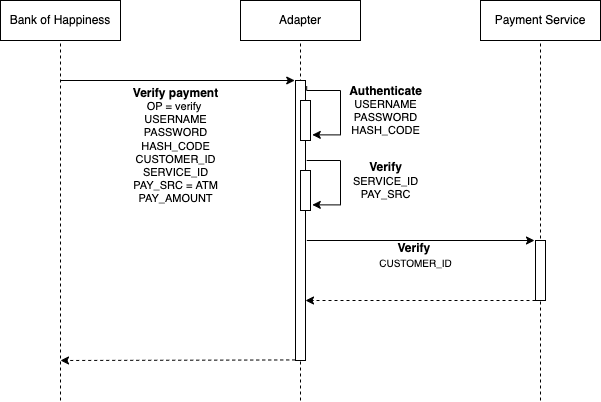 Bank of Happiness
Adapter
Payment Service
Verify payment
OP = verify
USERNAME
PASSWORD
HASH_CODE
CUSTOMER_ID
SERVICE_ID
PAY_SRC = ATM
PAY_AMOUNT
Authenticate
USERNAME
PASSWORD
HASH_CODE
Verify
SERVICE_ID
PAY_SRC
Verify
CUSTOMER_ID